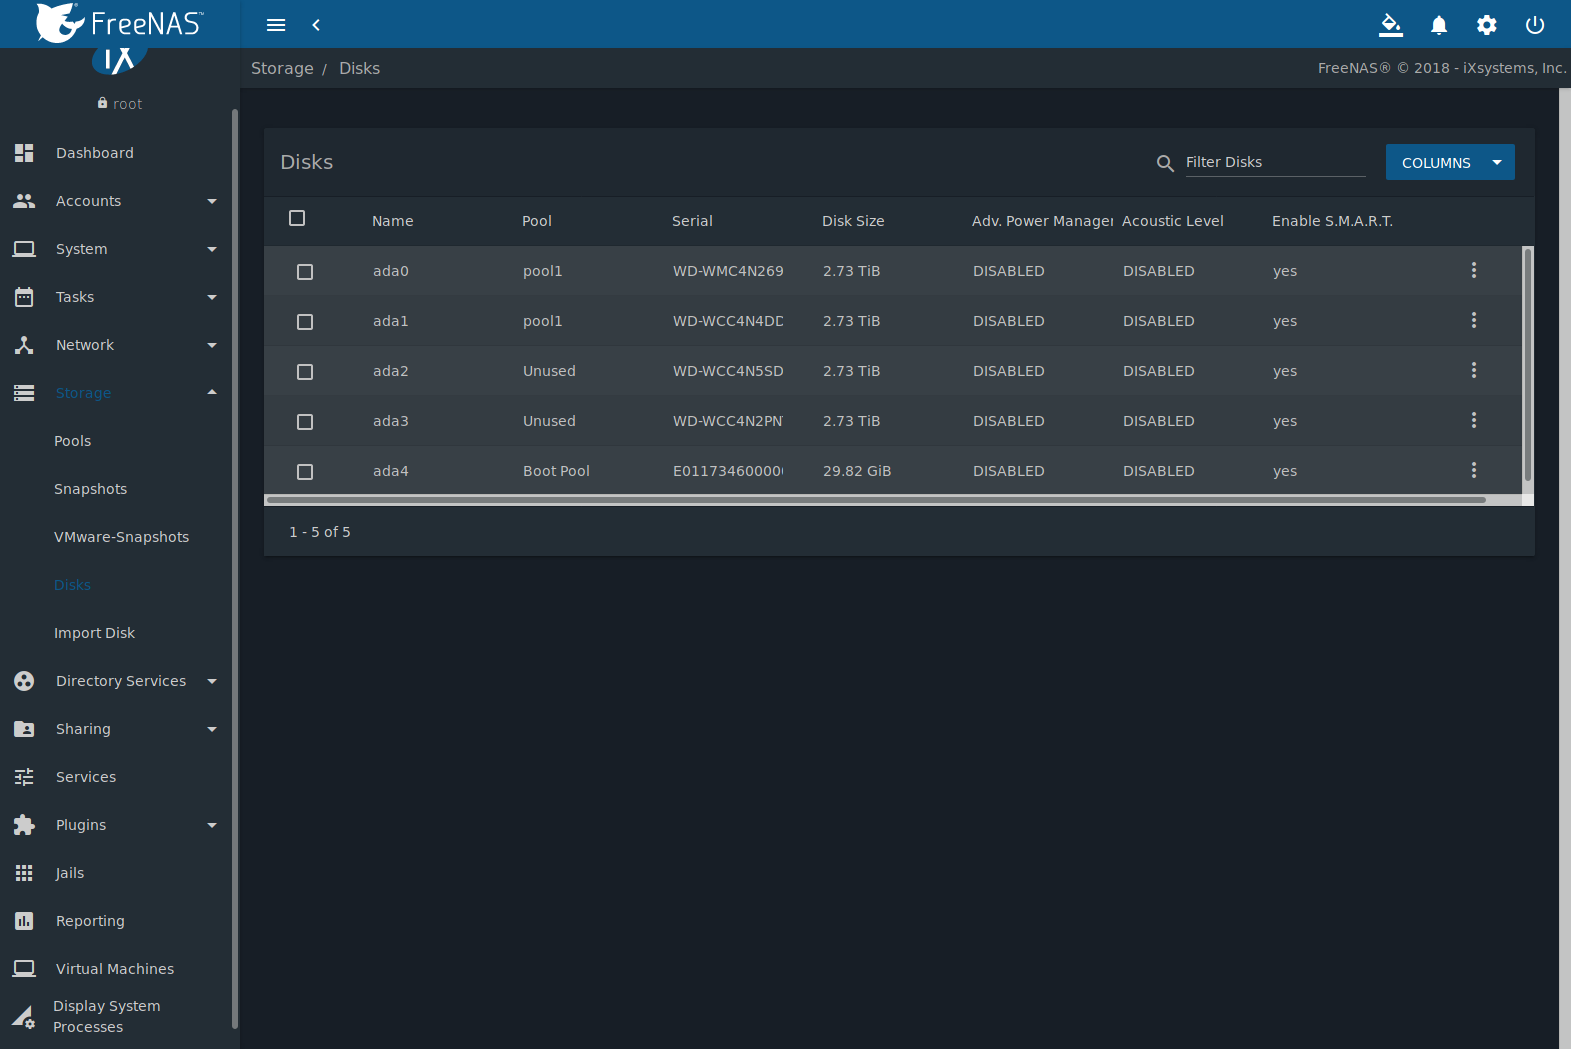 FreeNAS™
Storage / Disks
FreeNAS® © 2018 - iXsystems, Inc.
iX
root
Dashboard
Accounts
System
Tasks
Network
Storage
Pools
Snapshots
VMware-Snapshots
Disks
Import Disk
Directory Services
Sharing
Services
Plugins
Jails
Reporting
Virtual Machines
Display System
Processes
Disks
Filter Disks
COLUMNS
Name Pool Serial Disk Size Adv. Power Manager Acoustic Level Enable S.M.A.R.T.
ada0 pool1 WD-WMC4N269 2.73 TiB DISABLED DISABLED yes
ada1 pool1 WD-WCC4N4DD 2.73 TiB DISABLED DISABLED yes
ada2 Unused WD-WCC4N5SD 2.73 TiB DISABLED DISABLED yes
ada3 Unused WD-WCC4N2PN 2.73 TiB DISABLED DISABLED yes
ada4 Boot Pool E011734600000 29.82 GiB DISABLED DISABLED yes
1 - 5 of 5